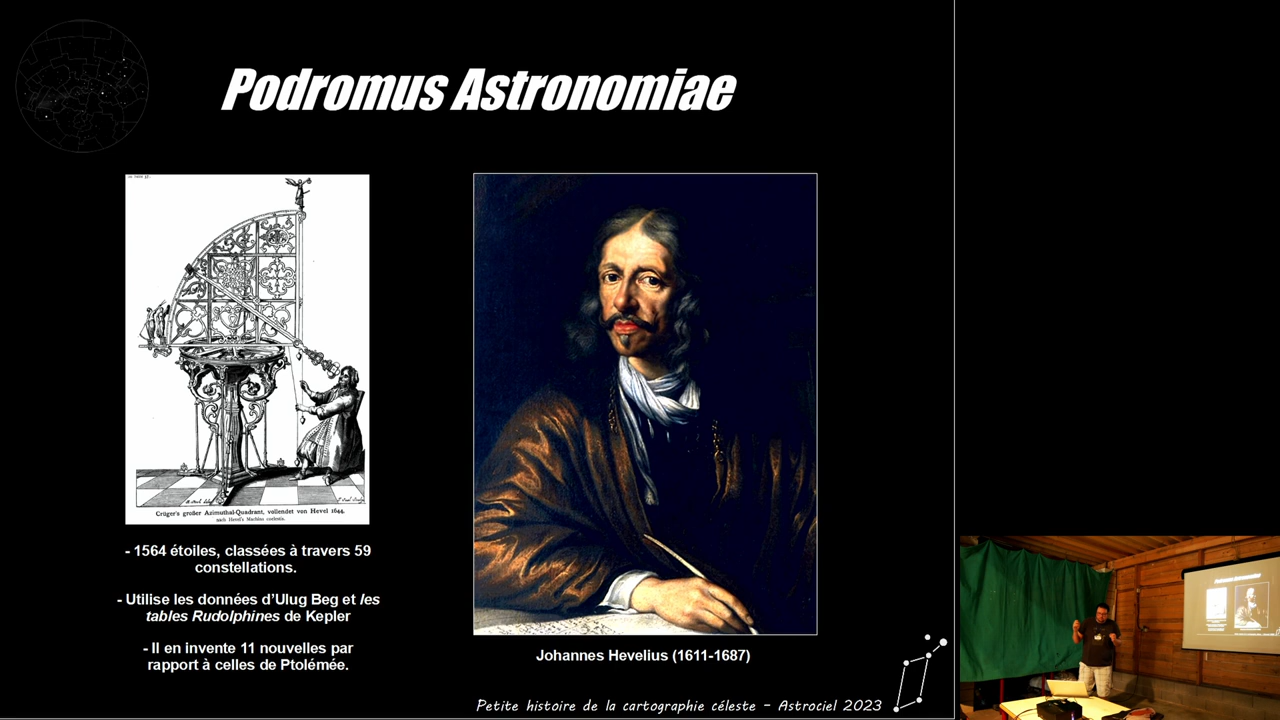 Podromus Astronomiae
Crüger's großer Azimuthal-Quadrant, vollendet von Hevel 1644.
nach Hevel's Machina coelestis.
- 1564 étoiles, classées à travers 59
constellations.
- Utilise les données d'Ulug Beg et les
tables Rudolphines de Kepler
- Il en invente 11 nouvelles par
rapport à celles de Ptolémée.
Johannes Hevelius (1611-1687)
Petite histoire de la cartographie céleste – Astrociel 2023